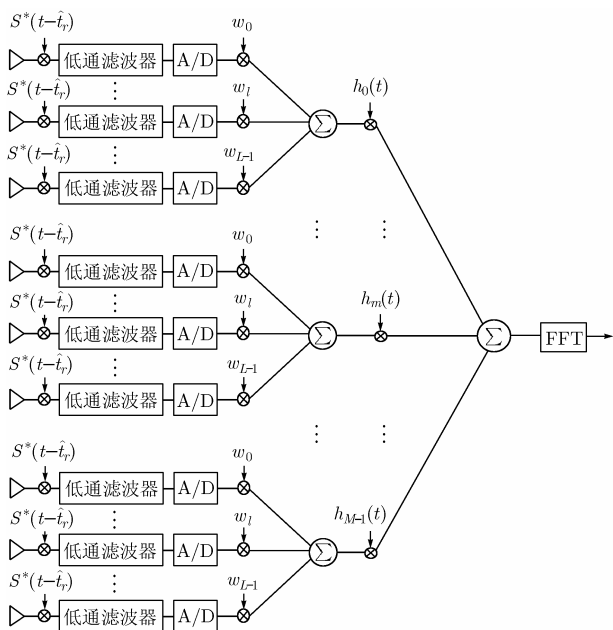 S*(t−t̂_r)
w_0
低通滤波器 A/D
S*(t−t̂_r)
⋮
w_l
h_0(t)
低通滤波器 A/D
∑
S*(t−t̂_r)
⋮
w_{L−1}
低通滤波器 A/D
⋮ ⋮
S*(t−t̂_r)
w_0
低通滤波器 A/D
S*(t−t̂_r)
⋮
w_l
h_m(t)
低通滤波器 A/D
∑
∑
FFT
S*(t−t̂_r)
⋮
w_{L−1}
低通滤波器 A/D
⋮ ⋮
S*(t−t̂_r)
w_0
低通滤波器 A/D
S*(t−t̂_r)
⋮
w_l
h_{M−1}(t)
低通滤波器 A/D
∑
S*(t−t̂_r)
⋮
w_{L−1}
低通滤波器 A/D